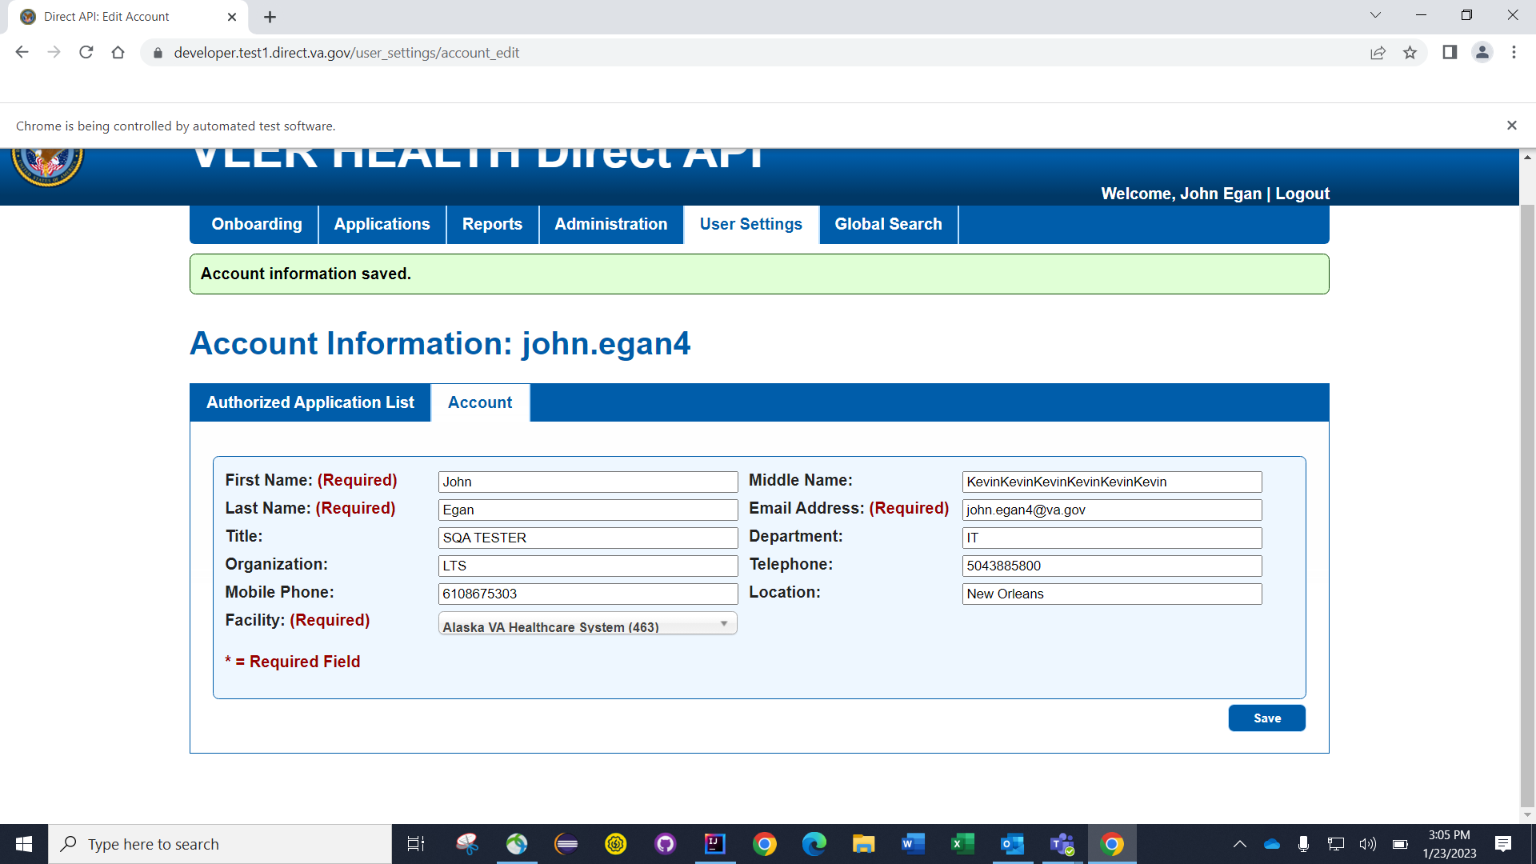 Direct API: Edit Account
developer.test1.direct.va.gov/user_settings/account_edit
Chrome is being controlled by automated test software.
VLER HEALTH Direct API
Welcome, John Egan | Logout
Onboarding Applications Reports Administration User Settings Global Search
Account information saved.
Account Information: john.egan4
Authorized Application List Account
First Name: (Required) John Middle Name: KevinKevinKevinKevinKevinKevin
Last Name: (Required) Egan Email Address: (Required) john.egan4@va.gov
Title: SQA TESTER Department: IT
Organization: LTS Telephone: 5043885800
Mobile Phone: 6108675303 Location: New Orleans
Facility: (Required) Alaska VA Healthcare System (463)
* = Required Field
Save
Type here to search
3:05 PM
1/23/2023